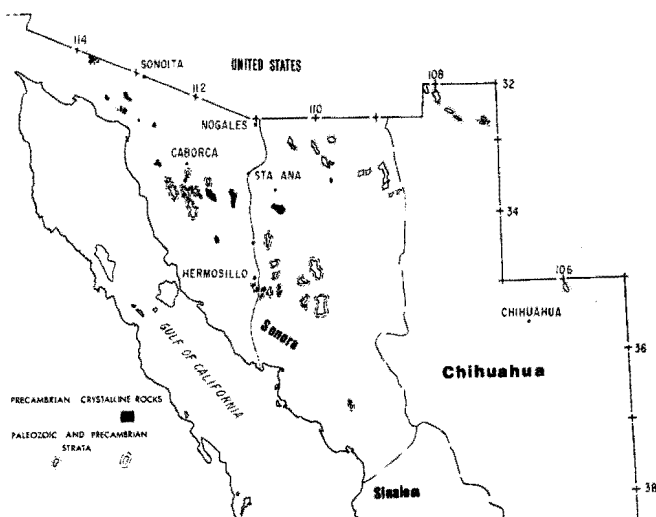 114
SONOITA
UNITED STATES
108
32
112
110
NOGALES
CABORCA
STA ANA
34
HERMOSILLO
106
CHIHUAHUA
Sonora
GULF OF CALIFORNIA
36
Chihuahua
PRECAMBRIAN CRYSTALLINE ROCKS
PALEOZOIC AND PRECAMBRIAN
STRATA
Sinaloa
38